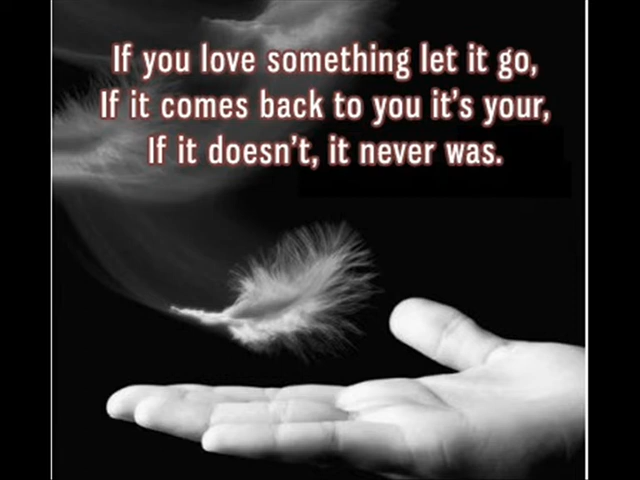 If you love something let it go,
If it comes back to you it's your,
If it doesn't, it never was.